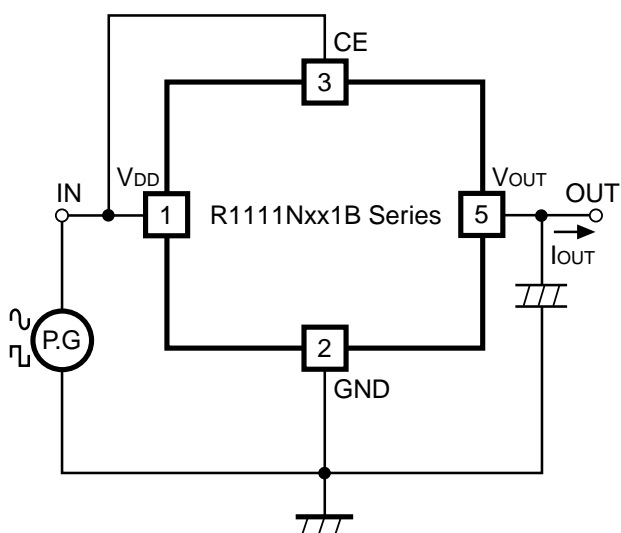 CE
3
VDD
VOUT
IN
OUT
1
R1111Nxx1B Series
5
IOUT
P.G
2
GND